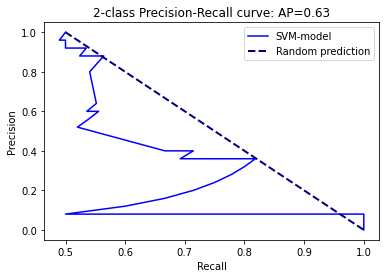 2-class Precision-Recall curve: AP=0.63
SVM-model
Random prediction
Precision
1.0
0.8
0.6
0.4
0.2
0.0
0.5 0.6 0.7 0.8 0.9 1.0
Recall